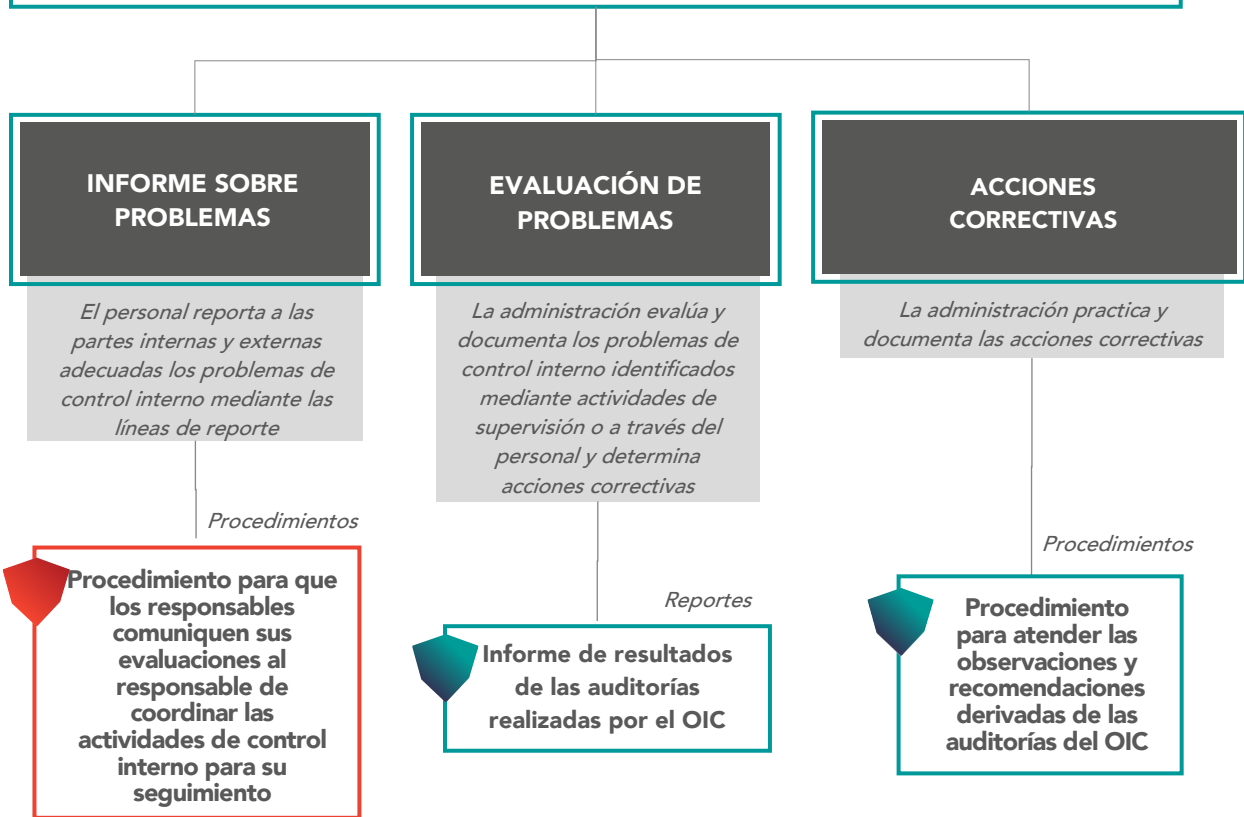 INFORME SOBRE
PROBLEMAS
El personal reporta a las
partes internas y externas
adecuadas los problemas de
control interno mediante las
líneas de reporte
Procedimientos
Procedimiento para que
los responsables
comuniquen sus
evaluaciones al
responsable de
coordinar las
actividades de control
interno para su
seguimiento
EVALUACIÓN DE
PROBLEMAS
La administración evalúa y
documenta los problemas de
control interno identificados
mediante actividades de
supervisión o a través del
personal y determina
acciones correctivas
Reportes
Informe de resultados
de las auditorías
realizadas por el OIC
ACCIONES
CORRECTIVAS
La administración practica y
documenta las acciones correctivas
Procedimientos
Procedimiento
para atender las
observaciones y
recomendaciones
derivadas de las
auditorías del OIC